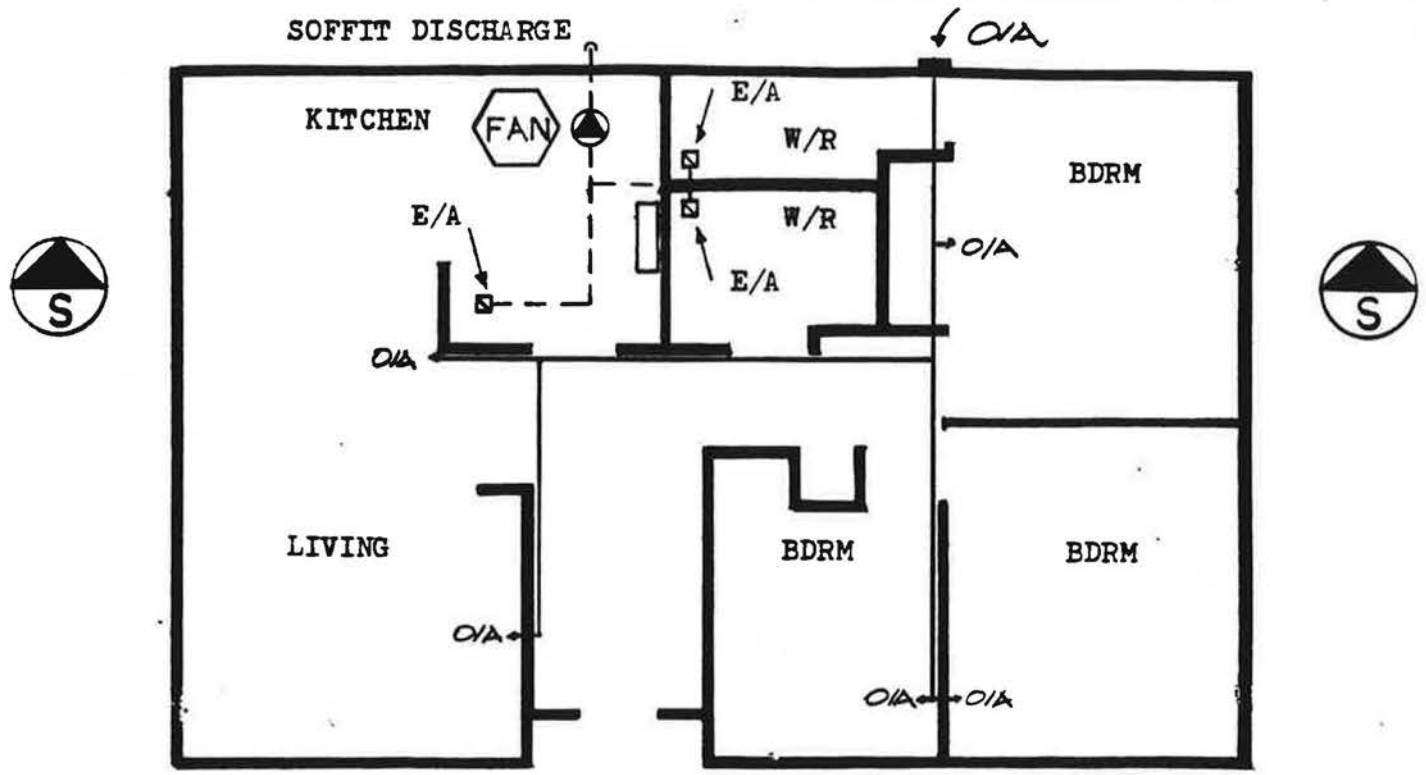 SOFFIT DISCHARGE
O/A
E/A
KITCHEN
FAN
W/R
BDRM
E/A
W/R
O/A
S
E/A
S
O/A
LIVING
BDRM
BDRM
O/A
O/A
O/A